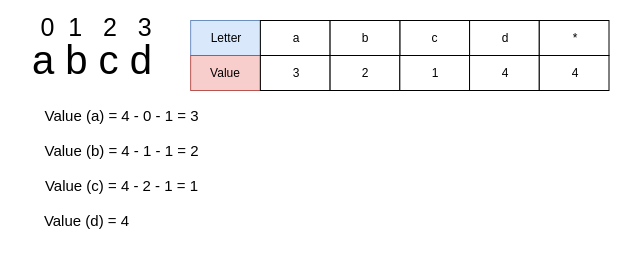 0 1 2 3
a b c d
Letter a b c d *
Value 3 2 1 4 4
Value (a) = 4 - 0 - 1 = 3
Value (b) = 4 - 1 - 1 = 2
Value (c) = 4 - 2 - 1 = 1
Value (d) = 4